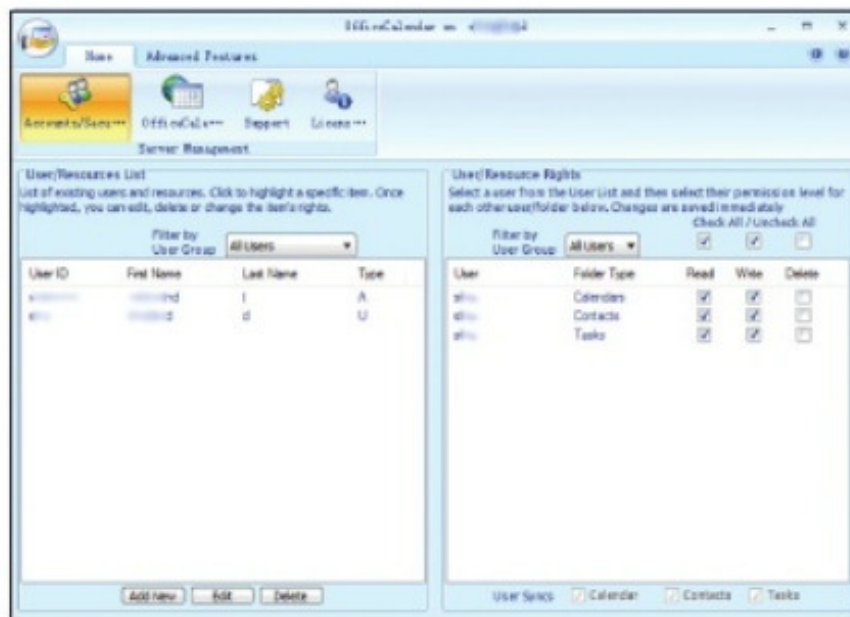 OfficeCalendar on
Home Advanced Features
Accounts/Secu··· OfficeCale··· Support License···
Server Management
User/Resources List
List of existing users and resources. Click to highlight a specific item. Once
highlighted, you can edit, delete or change the item's rights.
Filter by
User Group All Users
User ID First Name Last Name Type
l A
d U
Add New Edit Delete
User/Resource Rights
Select a user from the User List and then select their permission level for
each other user/folder below. Changes are saved immediately
Check All / Uncheck All
Filter by
User Group All Users
User Folder Type Read Write Delete
Calendars
Contacts
Tasks
User Syncs Calendar Contacts Tasks